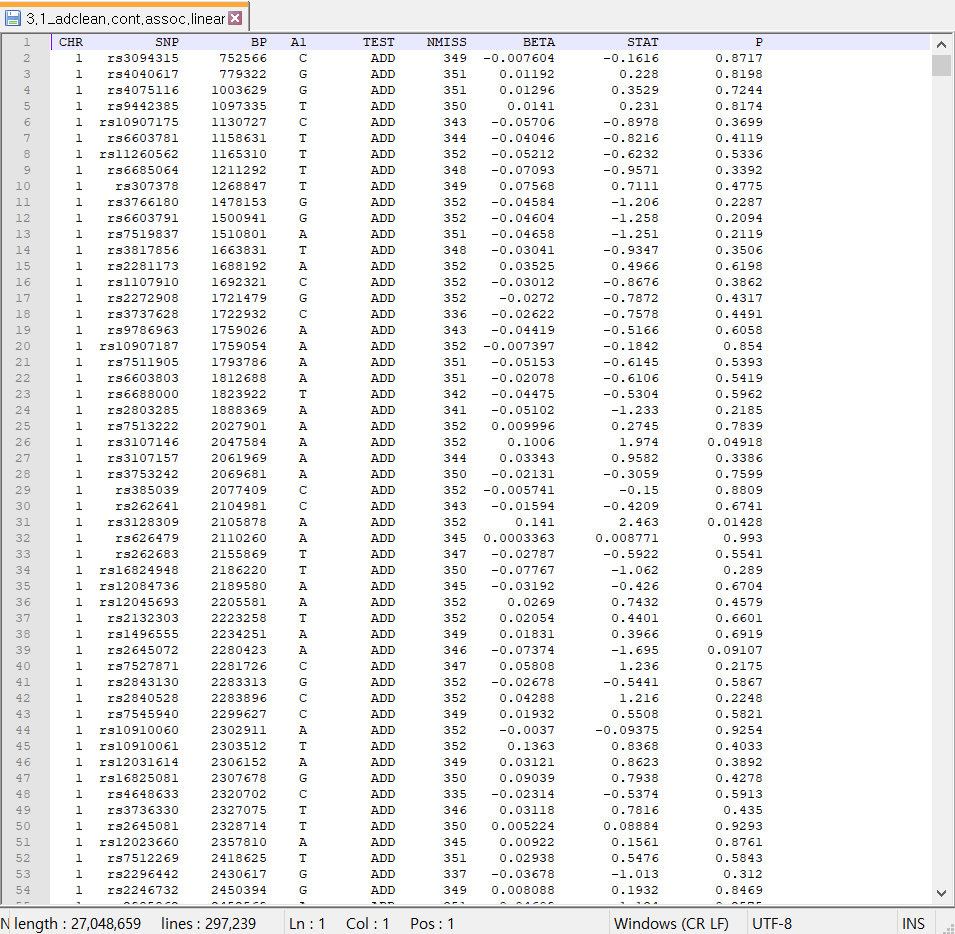 3,1_adclean,cont,assoc,linear
1 CHR SNP BP A1 TEST NMISS BETA STAT P
2 1 rs3094315 752566 C ADD 349 -0.007604 -0.1616 0.8717
3 1 rs4040617 779322 G ADD 351 0.01192 0.228 0.8198
4 1 rs4075116 1003629 G ADD 351 0.01296 0.3529 0.7244
5 1 rs9442385 1097335 T ADD 350 0.0141 0.231 0.8174
6 1 rs10907175 1130727 C ADD 343 -0.05706 -0.8978 0.3699
7 1 rs6603781 1158631 T ADD 344 -0.04046 -0.8216 0.4119
8 1 rs11260562 1165310 T ADD 352 -0.05212 -0.6232 0.5336
9 1 rs6685064 1211292 T ADD 348 -0.07093 -0.9571 0.3392
10 1 rs307378 1268847 T ADD 349 0.07568 0.7111 0.4775
11 1 rs3766180 1478153 G ADD 352 -0.04584 -1.206 0.2287
12 1 rs6603791 1500941 G ADD 352 -0.04604 -1.258 0.2094
13 1 rs7519837 1510801 A ADD 351 -0.04658 -1.251 0.2119
14 1 rs3817856 1663831 T ADD 348 -0.03041 -0.9347 0.3506
15 1 rs2281173 1688192 A ADD 352 0.03525 0.4966 0.6198
16 1 rs1107910 1692321 C ADD 352 -0.03012 -0.8676 0.3862
17 1 rs2272908 1721479 G ADD 352 -0.0272 -0.7872 0.4317
18 1 rs3737628 1722932 C ADD 336 -0.02622 -0.7578 0.4491
19 1 rs9786963 1759026 A ADD 343 -0.04419 -0.5166 0.6058
20 1 rs10907187 1759054 A ADD 352 -0.007397 -0.1842 0.854
21 1 rs7511905 1793786 A ADD 351 -0.05153 -0.6145 0.5393
22 1 rs6603803 1812688 A ADD 351 -0.02078 -0.6106 0.5419
23 1 rs6688000 1823922 T ADD 342 -0.04475 -0.5304 0.5962
24 1 rs2803285 1888369 A ADD 341 -0.05102 -1.233 0.2185
25 1 rs7513222 2027901 A ADD 352 0.009996 0.2745 0.7839
26 1 rs3107146 2047584 A ADD 352 0.1006 1.974 0.04918
27 1 rs3107157 2061969 A ADD 344 0.03343 0.9582 0.3386
28 1 rs3753242 2069681 A ADD 350 -0.02131 -0.3059 0.7599
29 1 rs385039 2077409 C ADD 352 -0.005741 -0.15 0.8809
30 1 rs262641 2104981 C ADD 343 -0.01594 -0.4209 0.6741
31 1 rs3128309 2105878 A ADD 352 0.141 2.463 0.01428
32 1 rs626479 2110260 A ADD 345 0.0003363 0.008771 0.993
33 1 rs262683 2155869 T ADD 347 -0.02787 -0.5922 0.5541
34 1 rs16824948 2186220 T ADD 350 -0.07767 -1.062 0.289
35 1 rs12084736 2189580 A ADD 345 -0.03192 -0.426 0.6704
36 1 rs12045693 2205581 A ADD 352 0.0269 0.7432 0.4579
37 1 rs2132303 2223258 T ADD 352 0.02054 0.4401 0.6601
38 1 rs1496555 2234251 A ADD 349 0.01831 0.3966 0.6919
39 1 rs2645072 2280423 A ADD 346 -0.07374 -1.695 0.09107
40 1 rs7527871 2281726 C ADD 347 0.05808 1.236 0.2175
41 1 rs2843130 2283313 G ADD 352 -0.02678 -0.5441 0.5867
42 1 rs2840528 2283896 C ADD 352 0.04288 1.216 0.2248
43 1 rs7545940 2299627 C ADD 349 0.01932 0.5508 0.5821
44 1 rs10910060 2302911 A ADD 352 -0.0037 -0.09375 0.9254
45 1 rs10910061 2303512 T ADD 352 0.1363 0.8368 0.4033
46 1 rs12031614 2306152 A ADD 349 0.03121 0.8623 0.3892
47 1 rs16825081 2307678 G ADD 350 0.09039 0.7938 0.4278
48 1 rs4648633 2320702 C ADD 335 -0.02314 -0.5374 0.5913
49 1 rs3736330 2327075 T ADD 346 0.03118 0.7816 0.435
50 1 rs2645081 2328714 T ADD 350 0.005224 0.08884 0.9293
51 1 rs12023660 2357810 A ADD 345 0.00922 0.1561 0.8761
52 1 rs7512269 2418625 T ADD 351 0.02938 0.5476 0.5843
53 1 rs2296442 2430617 G ADD 337 -0.03678 -1.013 0.312
54 1 rs2246732 2450394 G ADD 349 0.008088 0.1932 0.8469
N length : 27,048,659 lines : 297,239 Ln : 1 Col : 1 Pos : 1 Windows (CR LF) UTF-8 INS